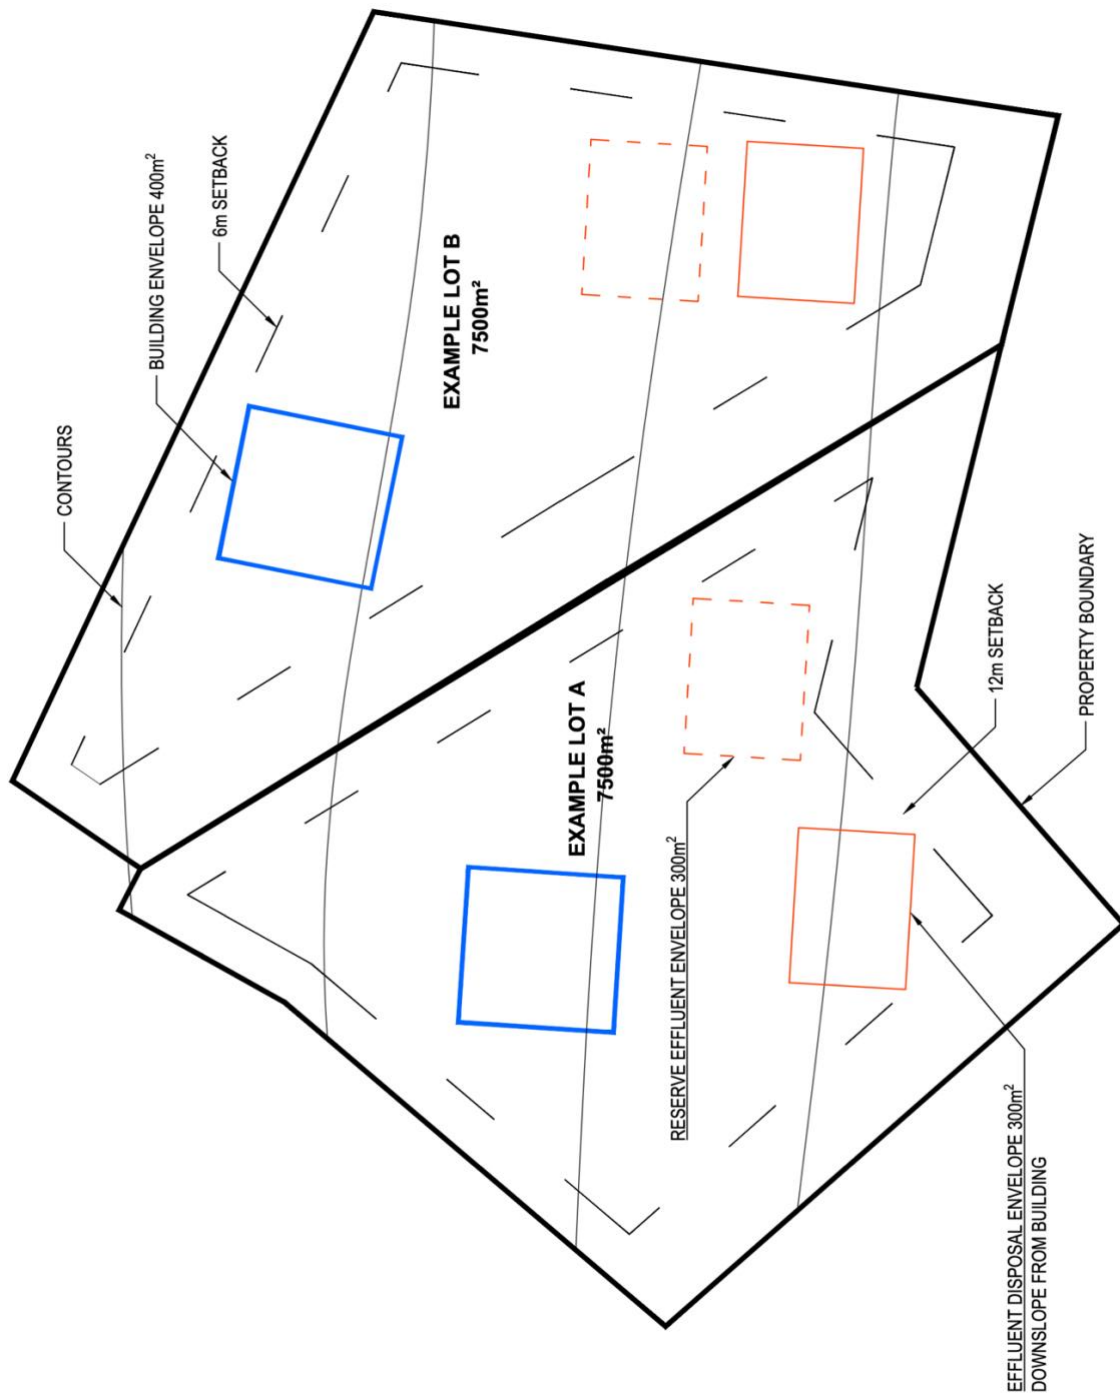 CONTOURS
BUILDING ENVELOPE 400m²
6m SETBACK
EXAMPLE LOT B
7500m²
EXAMPLE LOT A
7500m²
RESERVE EFFLUENT ENVELOPE 300m²
12m SETBACK
PROPERTY BOUNDARY
EFFLUENT DISPOSAL ENVELOPE 300m²
DOWNSLOPE FROM BUILDING